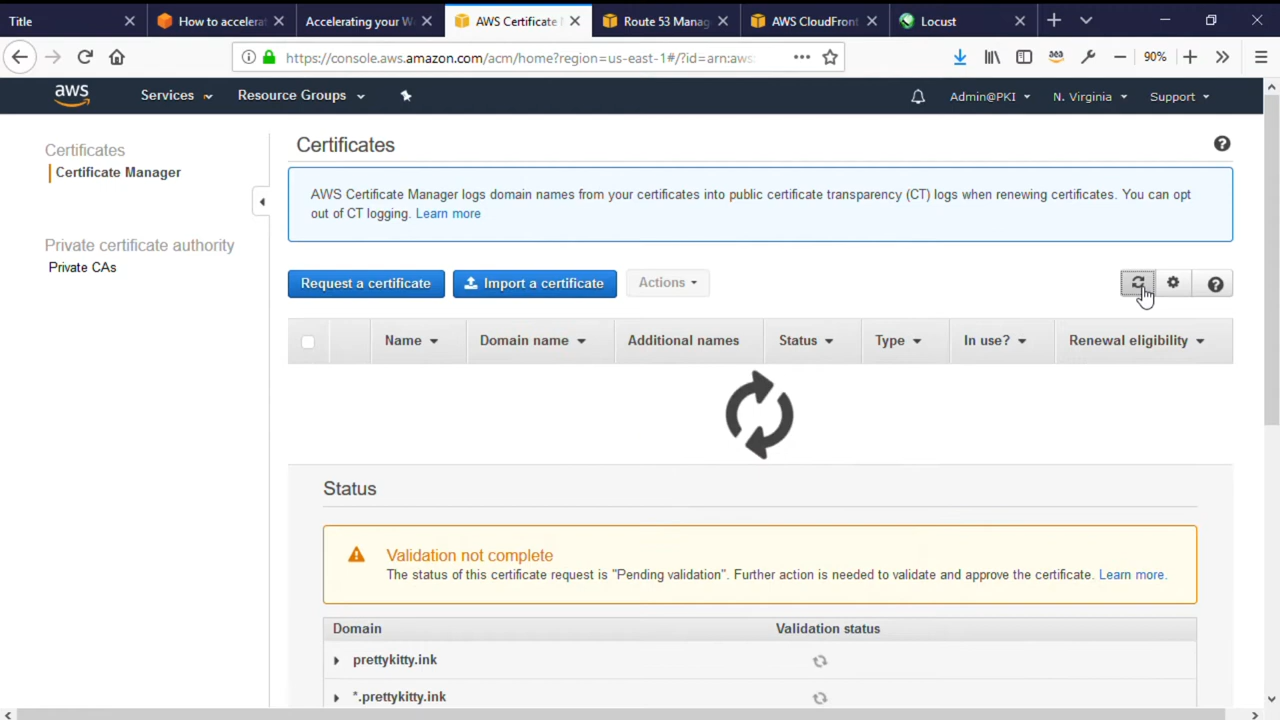 Title
How to accelerat
Accelerating your W
AWS Certificate M
Route 53 Manag
AWS CloudFront
Locust
https://console.aws.amazon.com/acm/home?region=us-east-1#/?id=arn:aws:
90%
aws
Services
Resource Groups
Admin@PKI
N. Virginia
Support
Certificates
Certificate Manager
Private certificate authority
Private CAs
Certificates
AWS Certificate Manager logs domain names from your certificates into public certificate transparency (CT) logs when renewing certificates. You can opt
out of CT logging. Learn more
Request a certificate
Import a certificate
Actions
Name
Domain name
Additional names
Status
Type
In use?
Renewal eligibility
Status
Validation not complete
The status of this certificate request is "Pending validation". Further action is needed to validate and approve the certificate. Learn more.
Domain
Validation status
prettykitty.ink
*.prettykitty.ink